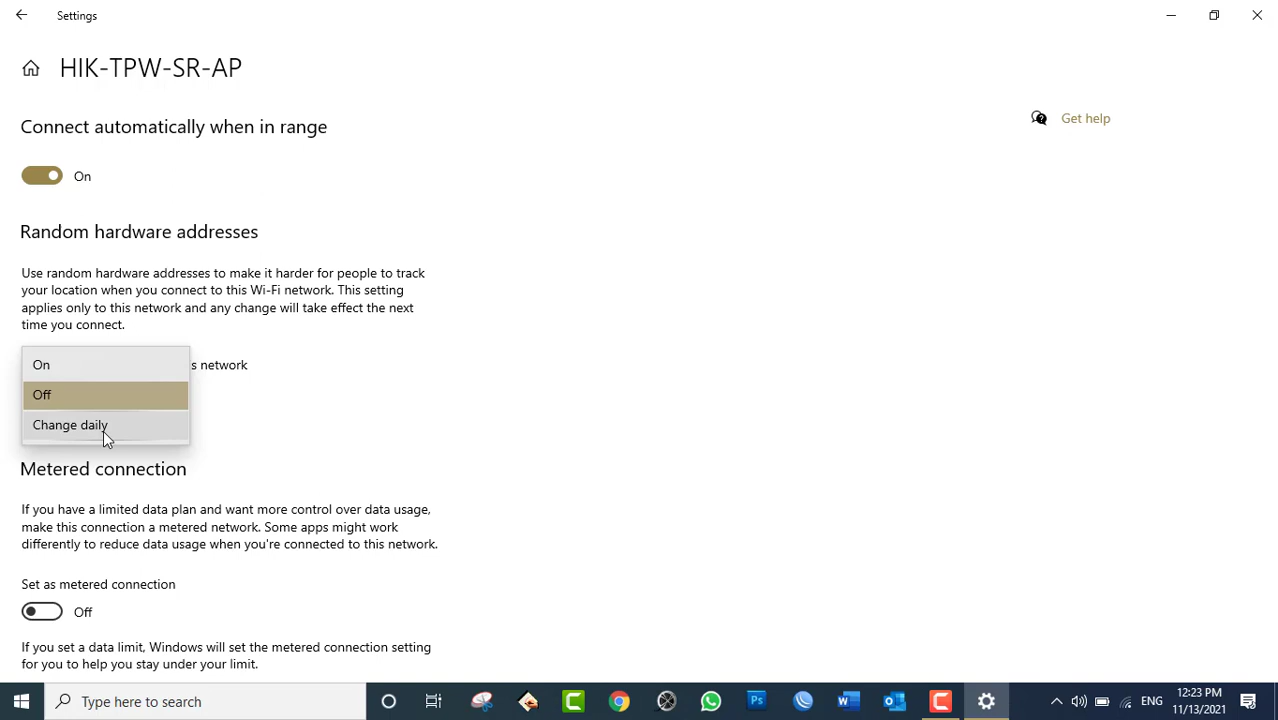 Settings
HIK-TPW-SR-AP
Connect automatically when in range
Get help
On
Random hardware addresses
Use random hardware addresses to make it harder for people to track
your location when you connect to this Wi-Fi network. This setting
applies only to this network and any change will take effect the next
time you connect.
On
s network
Off
Change daily
Metered connection
If you have a limited data plan and want more control over data usage,
make this connection a metered network. Some apps might work
differently to reduce data usage when you're connected to this network.
Set as metered connection
Off
If you set a data limit, Windows will set the metered connection setting
for you to help you stay under your limit.
Type here to search
Ps
ENG
12:23 PM
11/13/2021